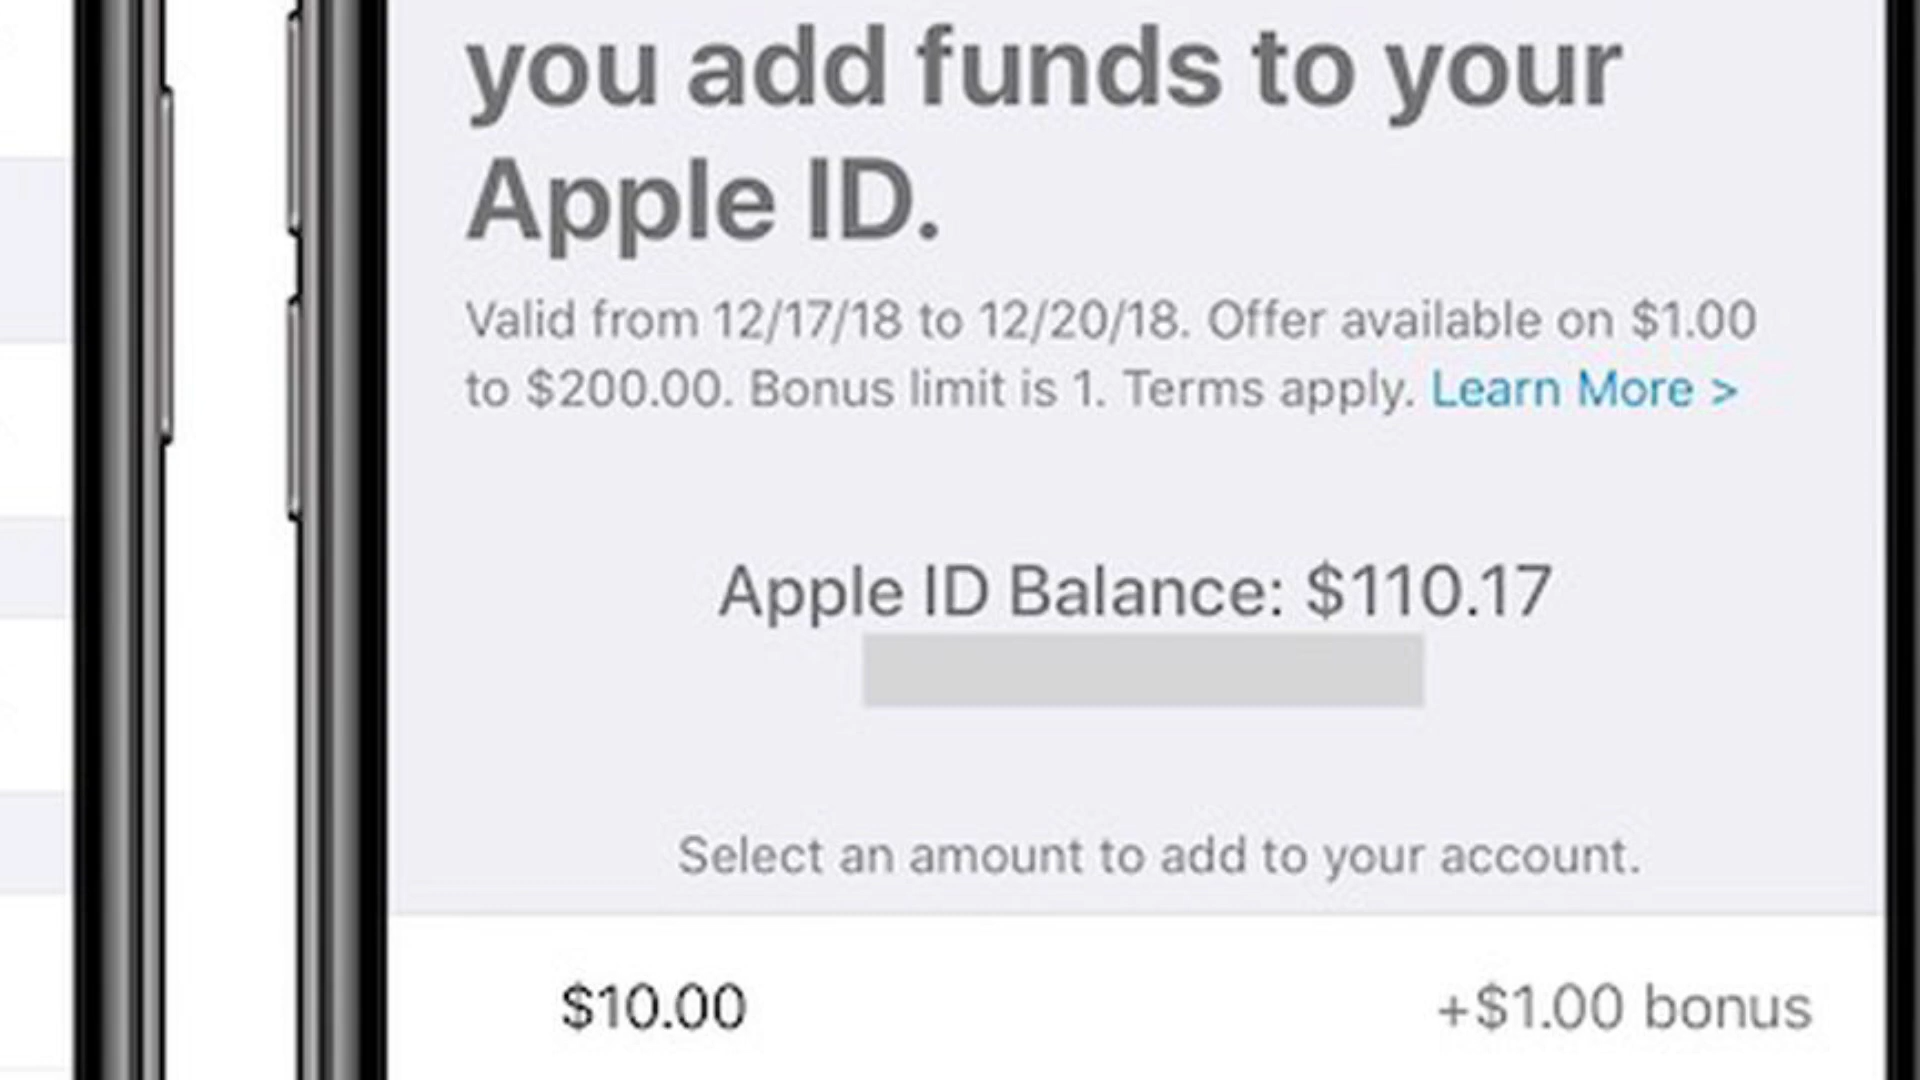 you add funds to your
Apple ID.
Valid from 12/17/18 to 12/20/18. Offer available on $1.00
to $200.00. Bonus limit is 1. Terms apply. Learn More >
Apple ID Balance: $110.17
Select an amount to add to your account.
$10.00 +$1.00 bonus